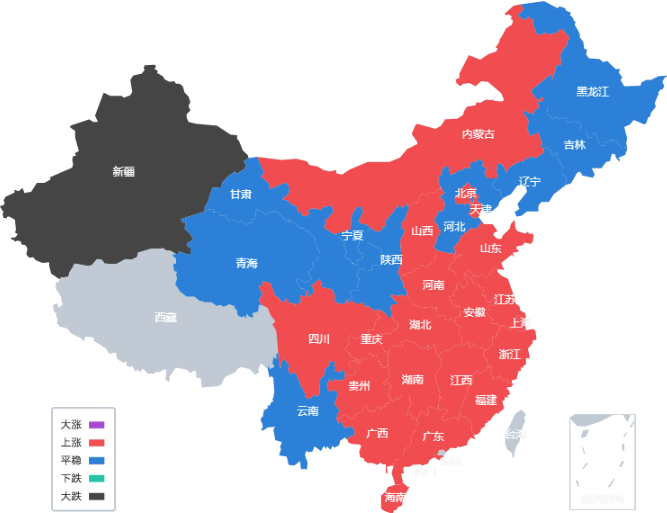 黑龙江
内蒙古
吉林
新疆
辽宁
甘肃
北京
天津
河北
山西
宁夏
山东
陕西
青海
河南
江苏
安徽
西藏
上海
湖北
四川
重庆
浙江
湖南
江西
贵州
福建
云南
广西
广东
台湾
海南
大涨
上涨
平稳
下跌
大跌